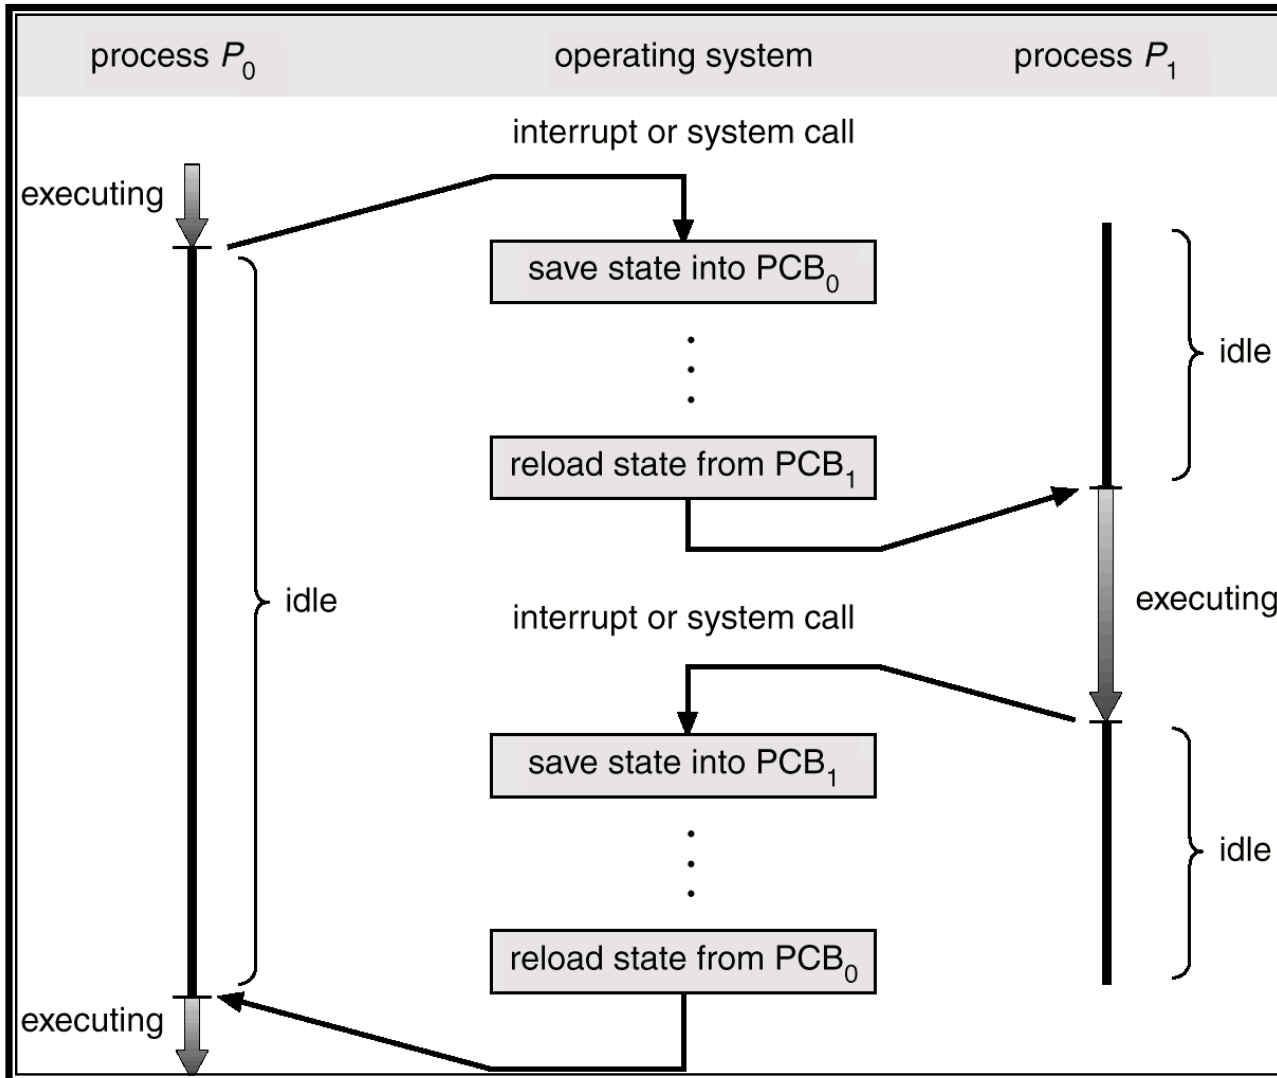 process P₀ operating system process P₁
interrupt or system call
executing
save state into PCB₀
idle
reload state from PCB₁
idle
executing
interrupt or system call
save state into PCB₁
idle
reload state from PCB₀
executing